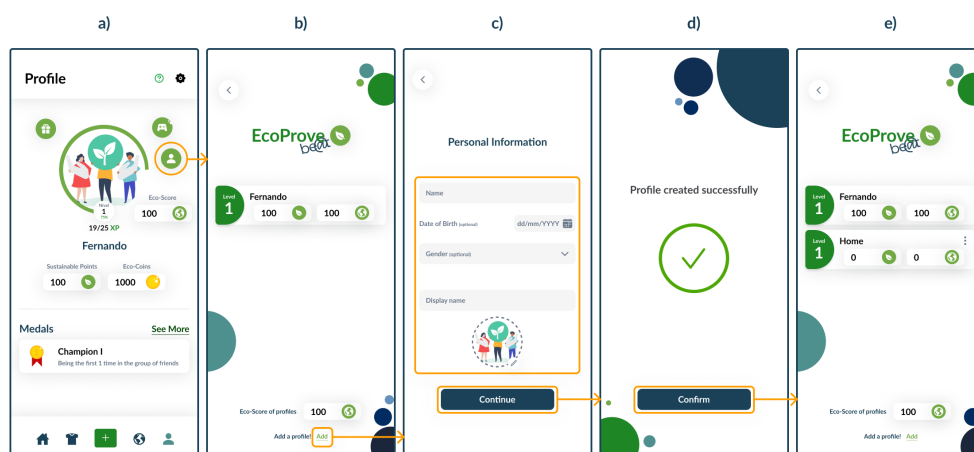 a)
b)
c)
d)
e)
Profile
Level
1
19/25 XP
Eco-Score
100
Fernando
Sustainable Points
Eco-Coins
100
1000
Medals
See More
Champion I
Being the first 1 time in the group of friends
EcoProve
beta
Level
1
Fernando
100
100
Eco-Score of profiles
100
Add a profile!
Add
Personal Information
Name
Date of Birth (optional)
dd/mm/YYYY
Gender (optional)
Display name
Continue
Profile created successfully
Confirm
EcoProve
beta
Level
1
Fernando
100
100
Level
1
Home
0
0
Eco-Score of profiles
100
Add a profile!
Add